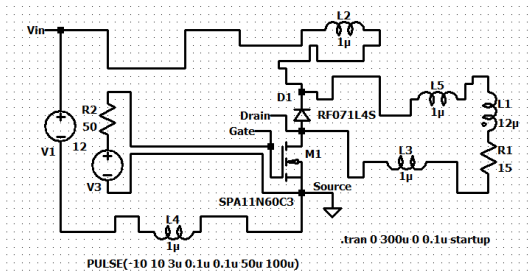 L2
Vin
1µ
D1
L5
RF071L4S
L1
R2
Drain
1µ
12µ
50
Gate
M1
L3
R1
V1
12
1µ
15
V3
Source
SPA11N60C3
L4
1µ
.tran 0 300u 0 0.1u startup
PULSE(-10 10 3u 0.1u 0.1u 50u 100u)